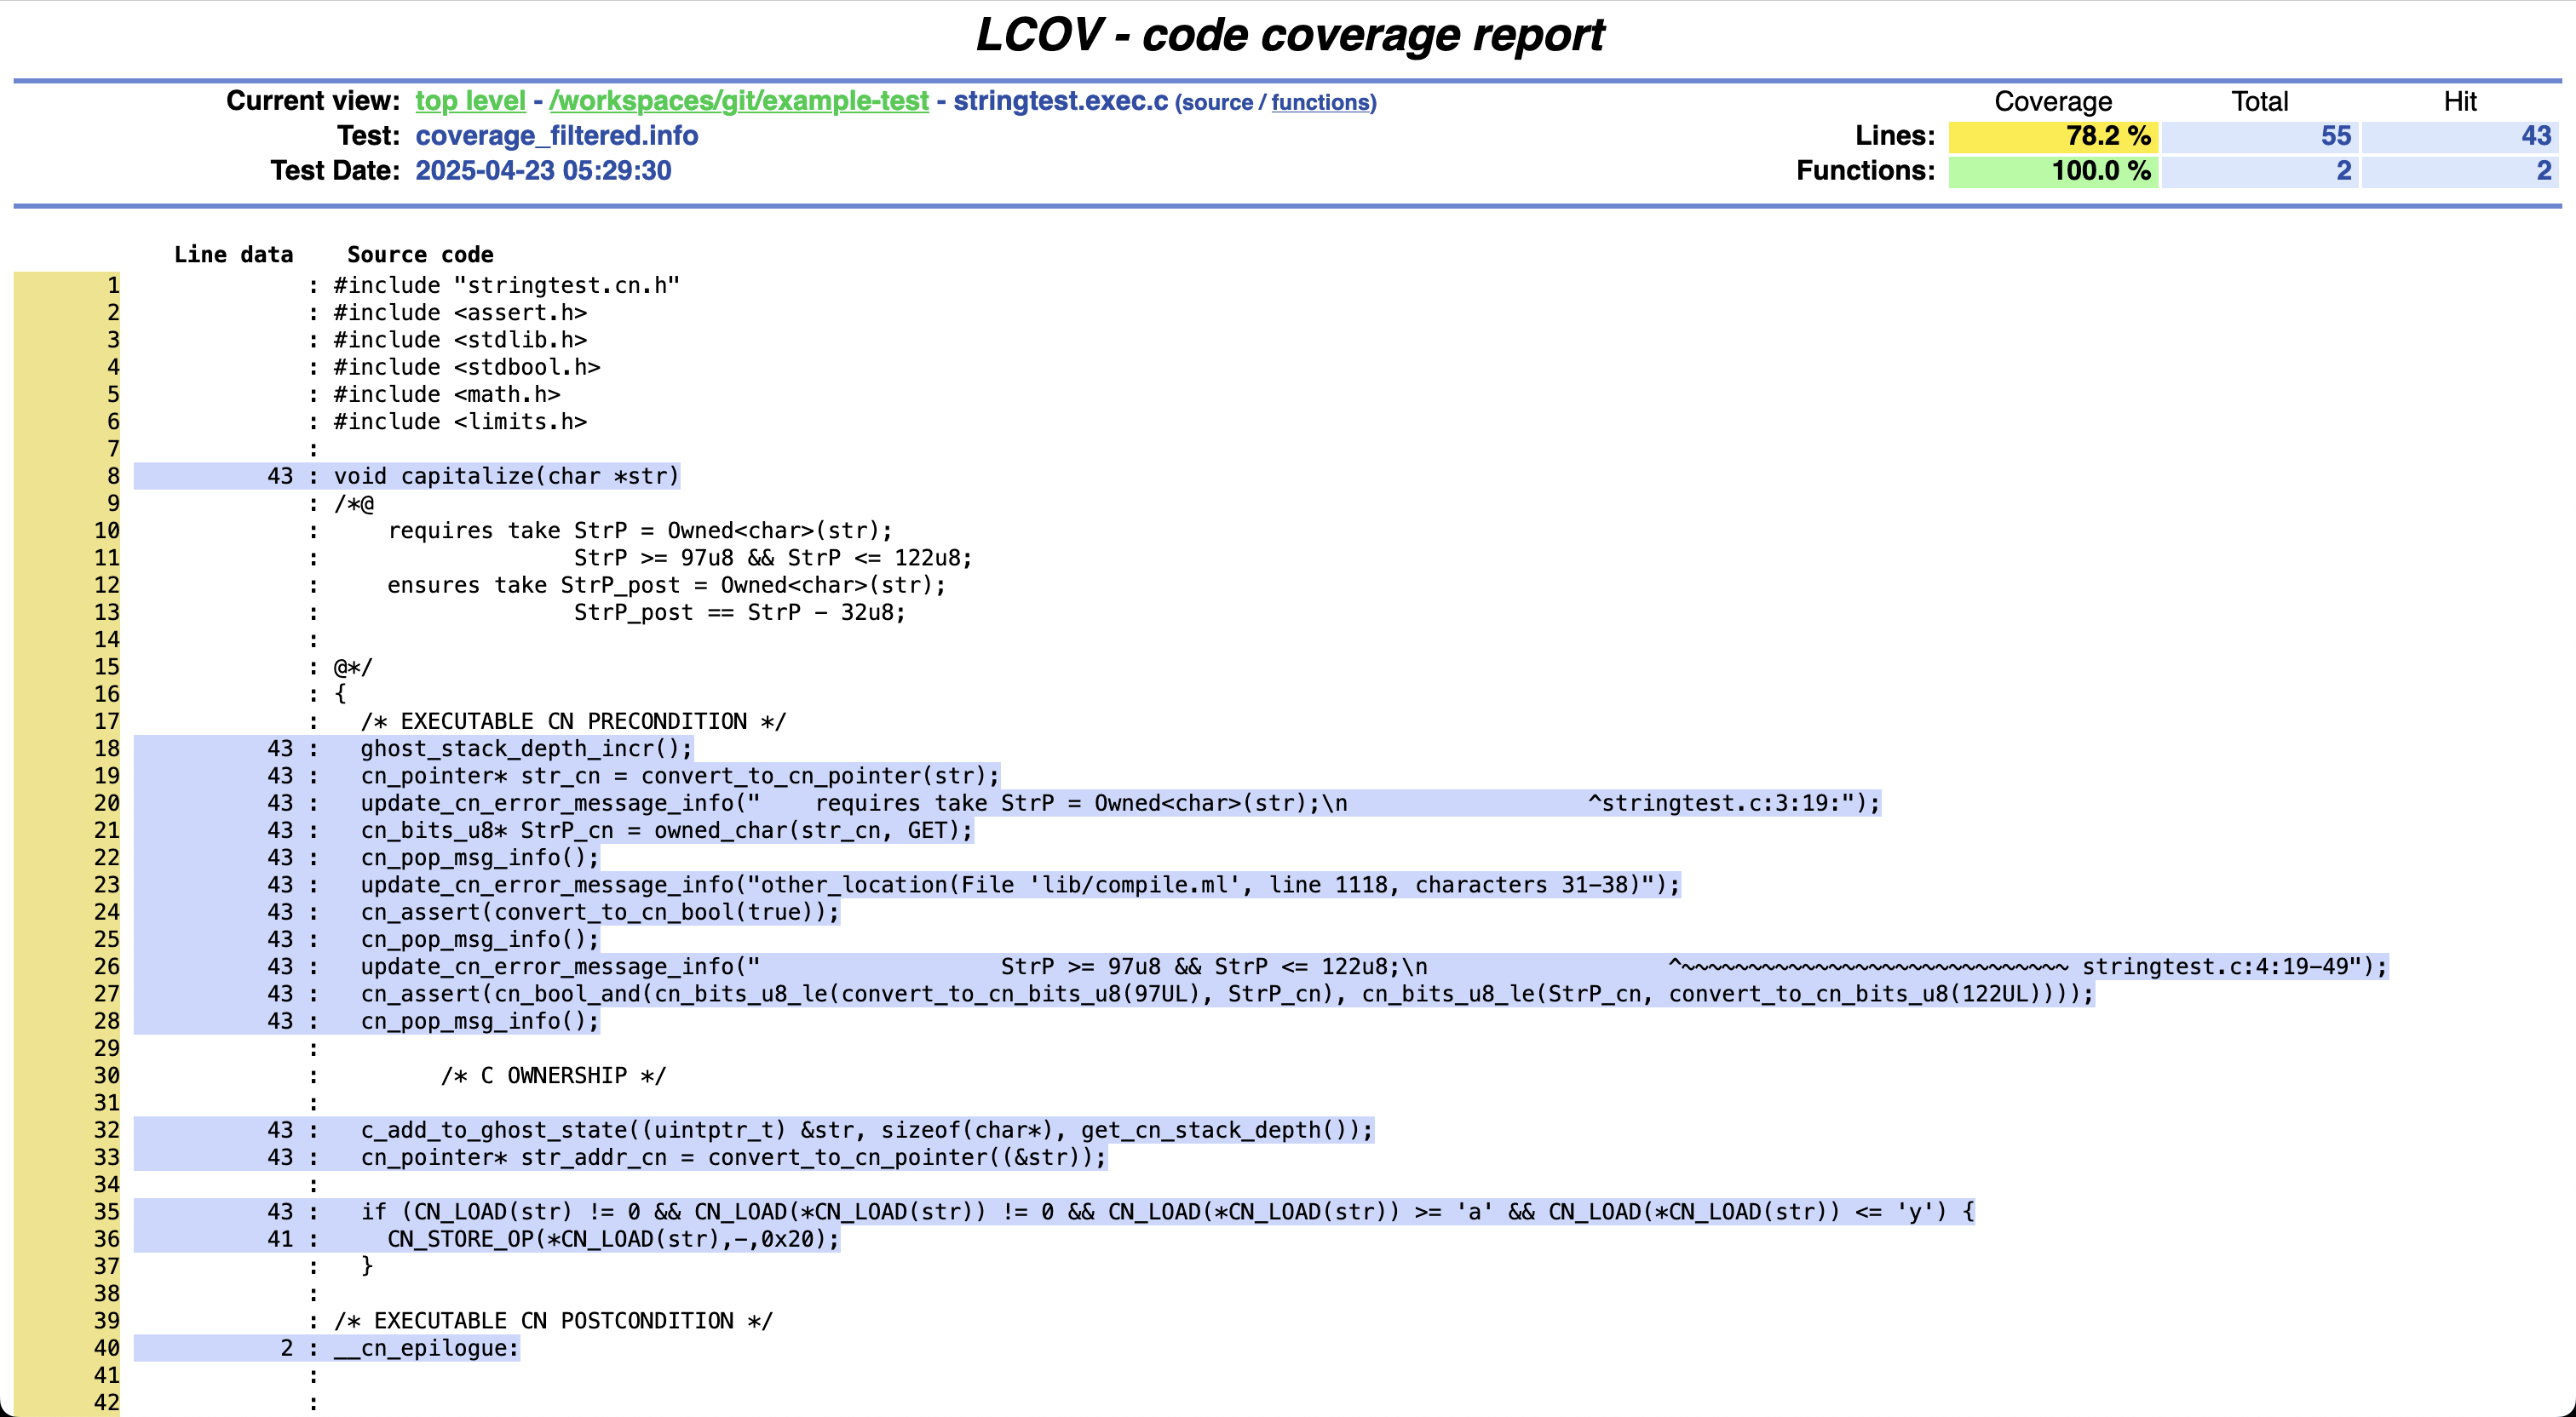 LCOV - code coverage report
Current view: top level - /workspaces/git/example-test - stringtest.exec.c (source / functions) Coverage Total Hit
Test: coverage_filtered.info Lines: 78.2 % 55 43
Test Date: 2025-04-23 05:29:30 Functions: 100.0 % 2 2
Line data Source code
1 : #include "stringtest.cn.h"
2 : #include <assert.h>
3 : #include <stdlib.h>
4 : #include <stdbool.h>
5 : #include <math.h>
6 : #include <limits.h>
7 :
8 43 : void capitalize(char *str)
9 : /*@
10 : requires take StrP = Owned<char>(str);
11 : StrP >= 97u8 && StrP <= 122u8;
12 : ensures take StrP_post = Owned<char>(str);
13 : StrP_post == StrP - 32u8;
14 :
15 : @*/
16 : {
17 : /* EXECUTABLE CN PRECONDITION */
18 43 : ghost_stack_depth_incr();
19 43 : cn_pointer* str_cn = convert_to_cn_pointer(str);
20 43 : update_cn_error_message_info("    requires take StrP = Owned<char>(str);\n                  ^stringtest.c:3:19:");
21 43 : cn_bits_u8* StrP_cn = owned_char(str_cn, GET);
22 43 : cn_pop_msg_info();
23 43 : update_cn_error_message_info("other_location(File 'lib/compile.ml', line 1118, characters 31-38)");
24 43 : cn_assert(convert_to_cn_bool(true));
25 43 : cn_pop_msg_info();
26 43 : update_cn_error_message_info("                  StrP >= 97u8 && StrP <= 122u8;\n                  ^~~~~~~~~~~~~~~~~~~~~~~~~~~~~~ stringtest.c:4:19-49");
27 43 : cn_assert(cn_bool_and(cn_bits_u8_le(convert_to_cn_bits_u8(97UL), StrP_cn), cn_bits_u8_le(StrP_cn, convert_to_cn_bits_u8(122UL))));
28 43 : cn_pop_msg_info();
29 :
30 : /* C OWNERSHIP */
31 :
32 43 : c_add_to_ghost_state((uintptr_t) &str, sizeof(char*), get_cn_stack_depth());
33 43 : cn_pointer* str_addr_cn = convert_to_cn_pointer((&str));
34 :
35 43 : if (CN_LOAD(str) != 0 && CN_LOAD(*CN_LOAD(str)) != 0 && CN_LOAD(*CN_LOAD(str)) >= 'a' && CN_LOAD(*CN_LOAD(str)) <= 'y') {
36 41 : CN_STORE_OP(*CN_LOAD(str),-,0x20);
37 : }
38 :
39 : /* EXECUTABLE CN POSTCONDITION */
40 2 : __cn_epilogue:
41 :
42 :